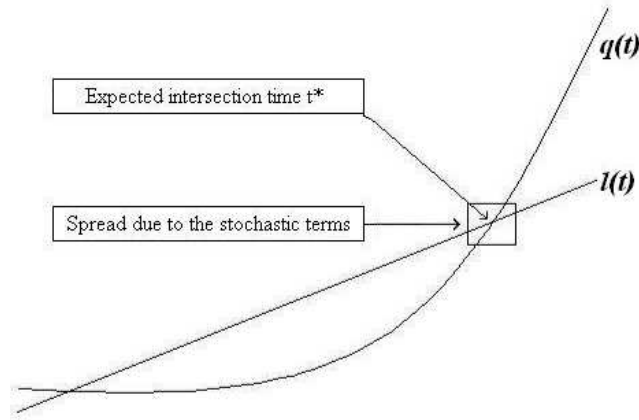 q(t)
Expected intersection time t*
l(t)
Spread due to the stochastic terms